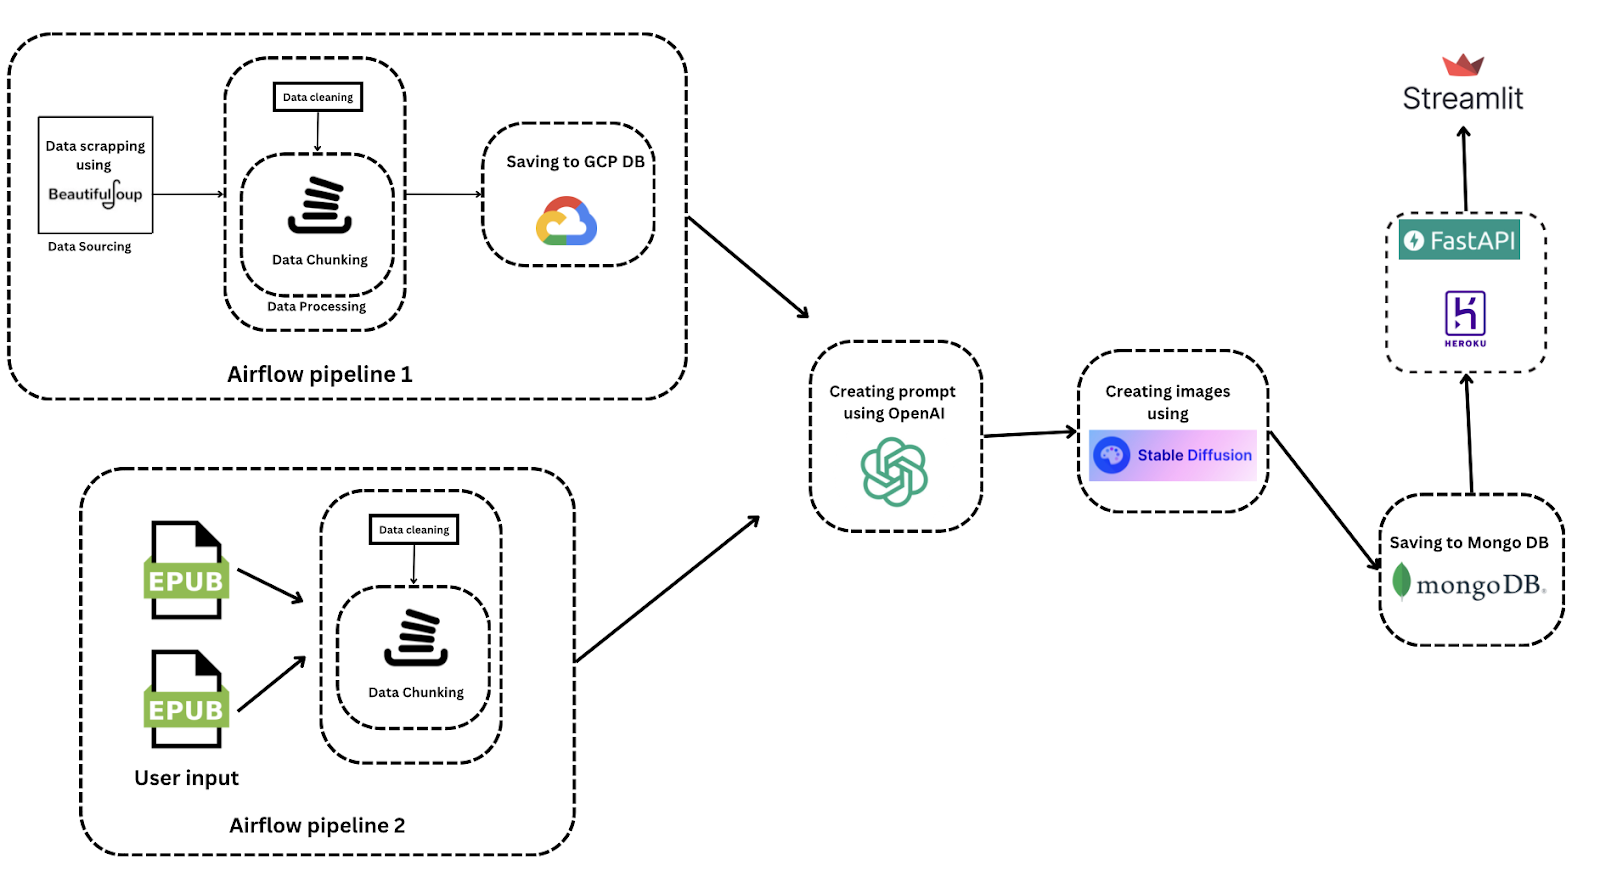 Data scrapping
using
BeautifulSoup
Data Sourcing
Data cleaning
Data Chunking
Data Processing
Saving to GCP DB
Airflow pipeline 1
EPUB
EPUB
User input
Data cleaning
Data Chunking
Airflow pipeline 2
Creating prompt
using OpenAI
Creating images
using
Stable Diffusion
Saving to Mongo DB
mongoDB®
FastAPI
HEROKU
Streamlit